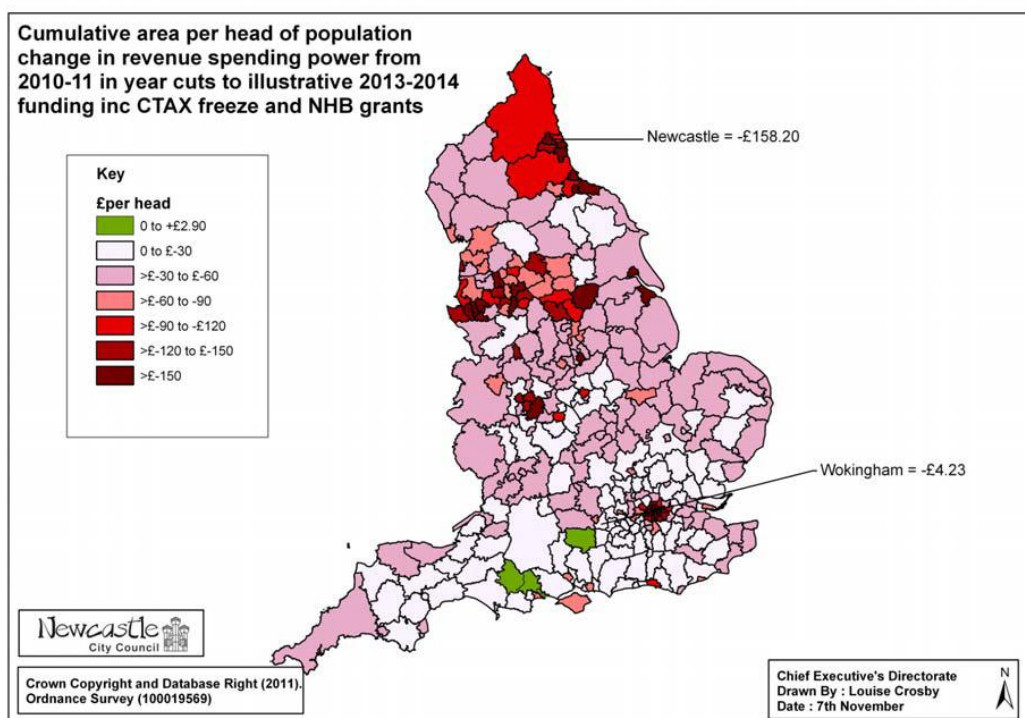 Cumulative area per head of population
change in revenue spending power from
2010-11 in year cuts to illustrative 2013-2014
funding inc CTAX freeze and NHB grants
Newcastle = -£158.20
Key
£per head
0 to +£2.90
0 to £-30
>£-30 to £-60
>£-60 to -90
>£-90 to -£120
>£-120 to £-150
>£-150
Wokingham = -£4.23
Newcastle
City Council
Crown Copyright and Database Right (2011).
Ordnance Survey (100019569)
Chief Executive's Directorate
Drawn By : Louise Crosby
Date : 7th November
N